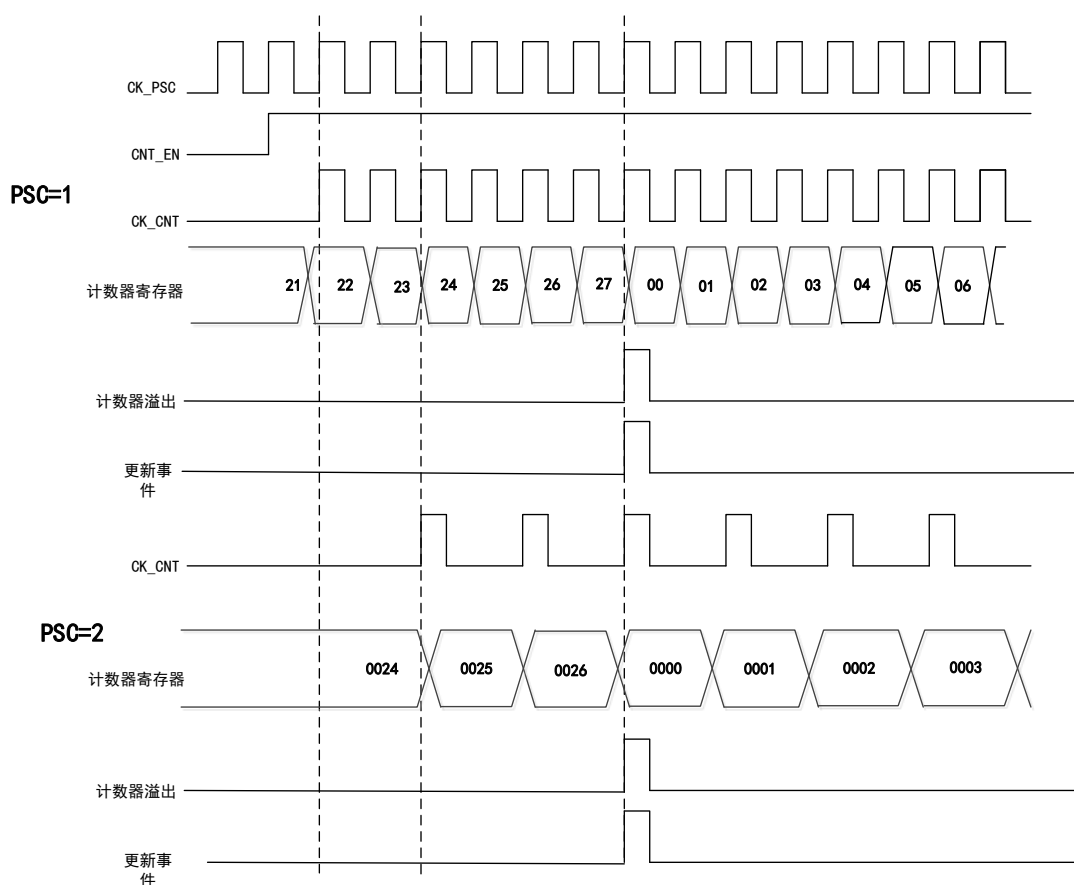 CK_PSC
CNT_EN
PSC=1
CK_CNT
计数器寄存器
21 22 23 24 25 26 27 00 01 02 03 04 05 06
计数器溢出
更新事
件
CK_CNT
PSC=2
计数器寄存器
0024 0025 0026 0000 0001 0002 0003
计数器溢出
更新事
件